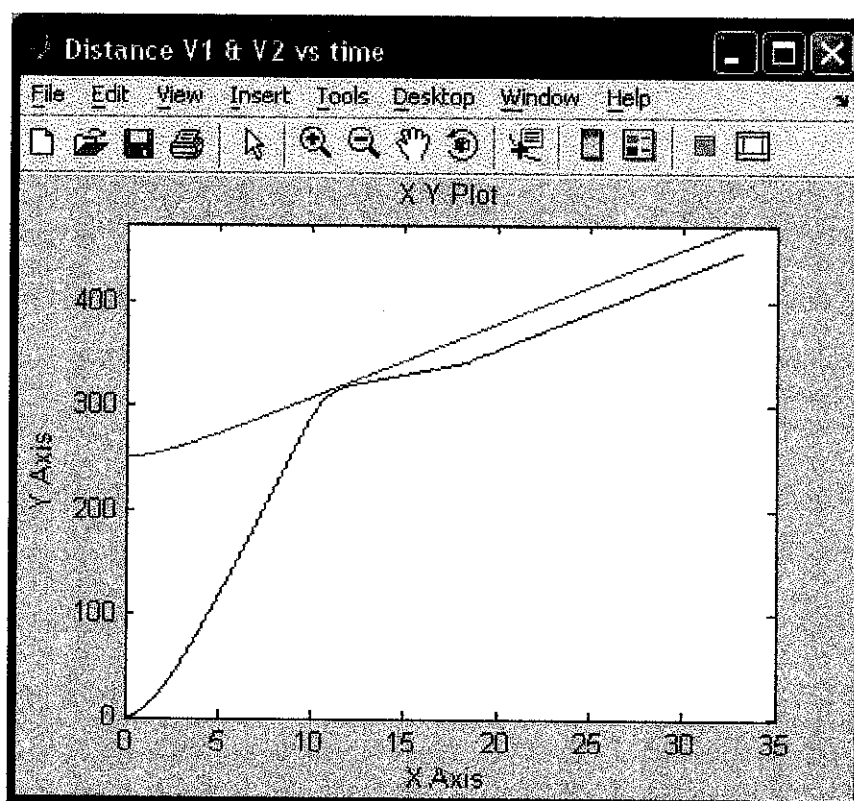 Distance V1 & V2 vs time
File Edit View Insert Tools Desktop Window Help
X Y Plot
400
300
200
100
0
Y Axis
0 5 10 15 20 25 30 35
X Axis